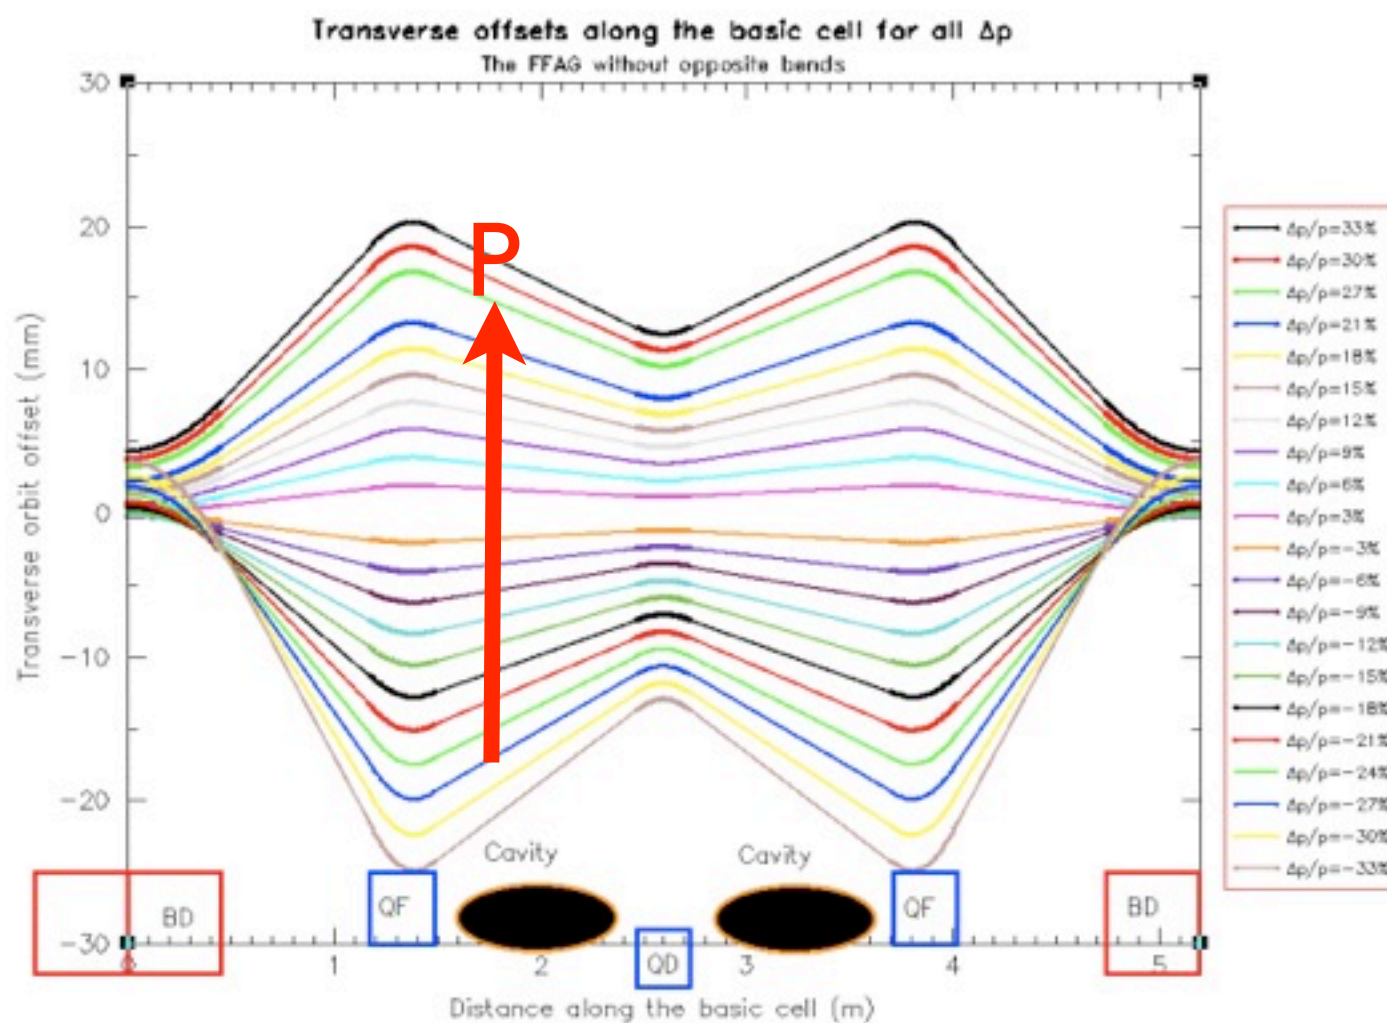 Transverse offsets along the basic cell for all Δp
The FFAG without opposite bends
30
20
10
0
-10
-20
-30
Transverse orbit offset (mm)
P
Δp/p=33%
Δp/p=30%
Δp/p=27%
Δp/p=21%
Δp/p=18%
Δp/p=15%
Δp/p=12%
Δp/p=9%
Δp/p=6%
Δp/p=3%
Δp/p=-3%
Δp/p=-6%
Δp/p=-9%
Δp/p=-12%
Δp/p=-15%
Δp/p=-18%
Δp/p=-21%
Δp/p=-24%
Δp/p=-27%
Δp/p=-30%
Δp/p=-33%
Cavity
Cavity
BD
QF
QF
BD
QD
0
1
2
3
4
5
Distance along the basic cell (m)